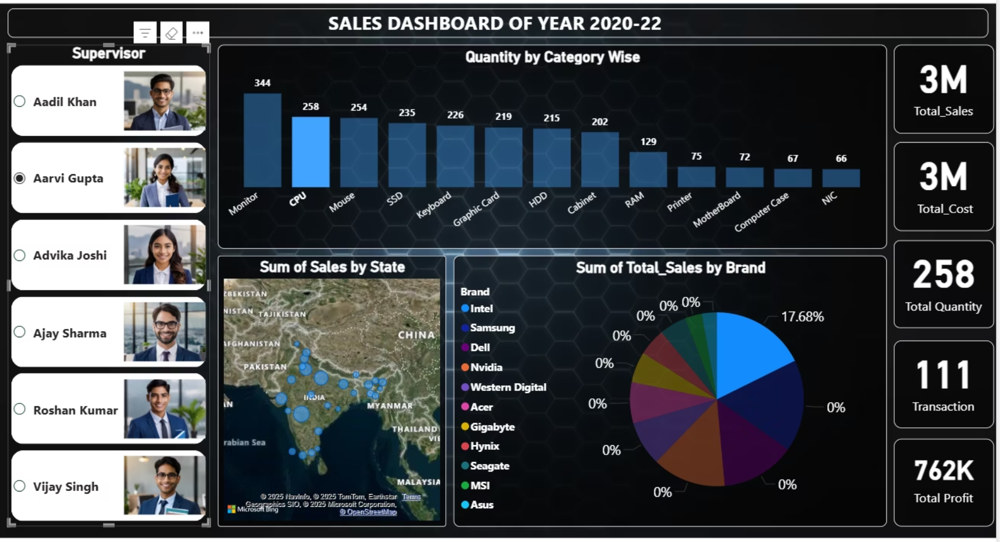 SALES DASHBOARD OF YEAR 2020-22
Supervisor
Aadil Khan
Aarvi Gupta
Advika Joshi
Ajay Sharma
Roshan Kumar
Vijay Singh
Quantity by Category Wise
344
258
254
235
226
219
215
202
129
75
72
67
66
Monitor
CPU
Mouse
SSD
Keyboard
Graphic Card
HDD
Cabinet
RAM
Printer
MotherBoard
Computer Case
NIC
Sum of Sales by State
ZBEKISTAN
NISTAN
TAJIKISTAN
CHINA
AFGHANISTAN
PAKISTAN
INDIA
AN
MYANMAR
THAILAND
VIE
rabian Sea
MALAYSIA
© 2025 NavInfo, © 2025 TomTom, Earthstar Terms
Geographics SIO, © 2025 Microsoft Corporation,
Microsoft Bing
© OpenStreetMap
Sum of Total_Sales by Brand
Brand
Intel
Samsung
Dell
Nvidia
Western Digital
Acer
Gigabyte
Hynix
Seagate
MSI
Asus
17.68%
0%
0%
0%
0%
0%
0%
0%
0%
0%
0%
3M
Total_Sales
3M
Total_Cost
258
Total Quantity
111
Transaction
762K
Total Profit